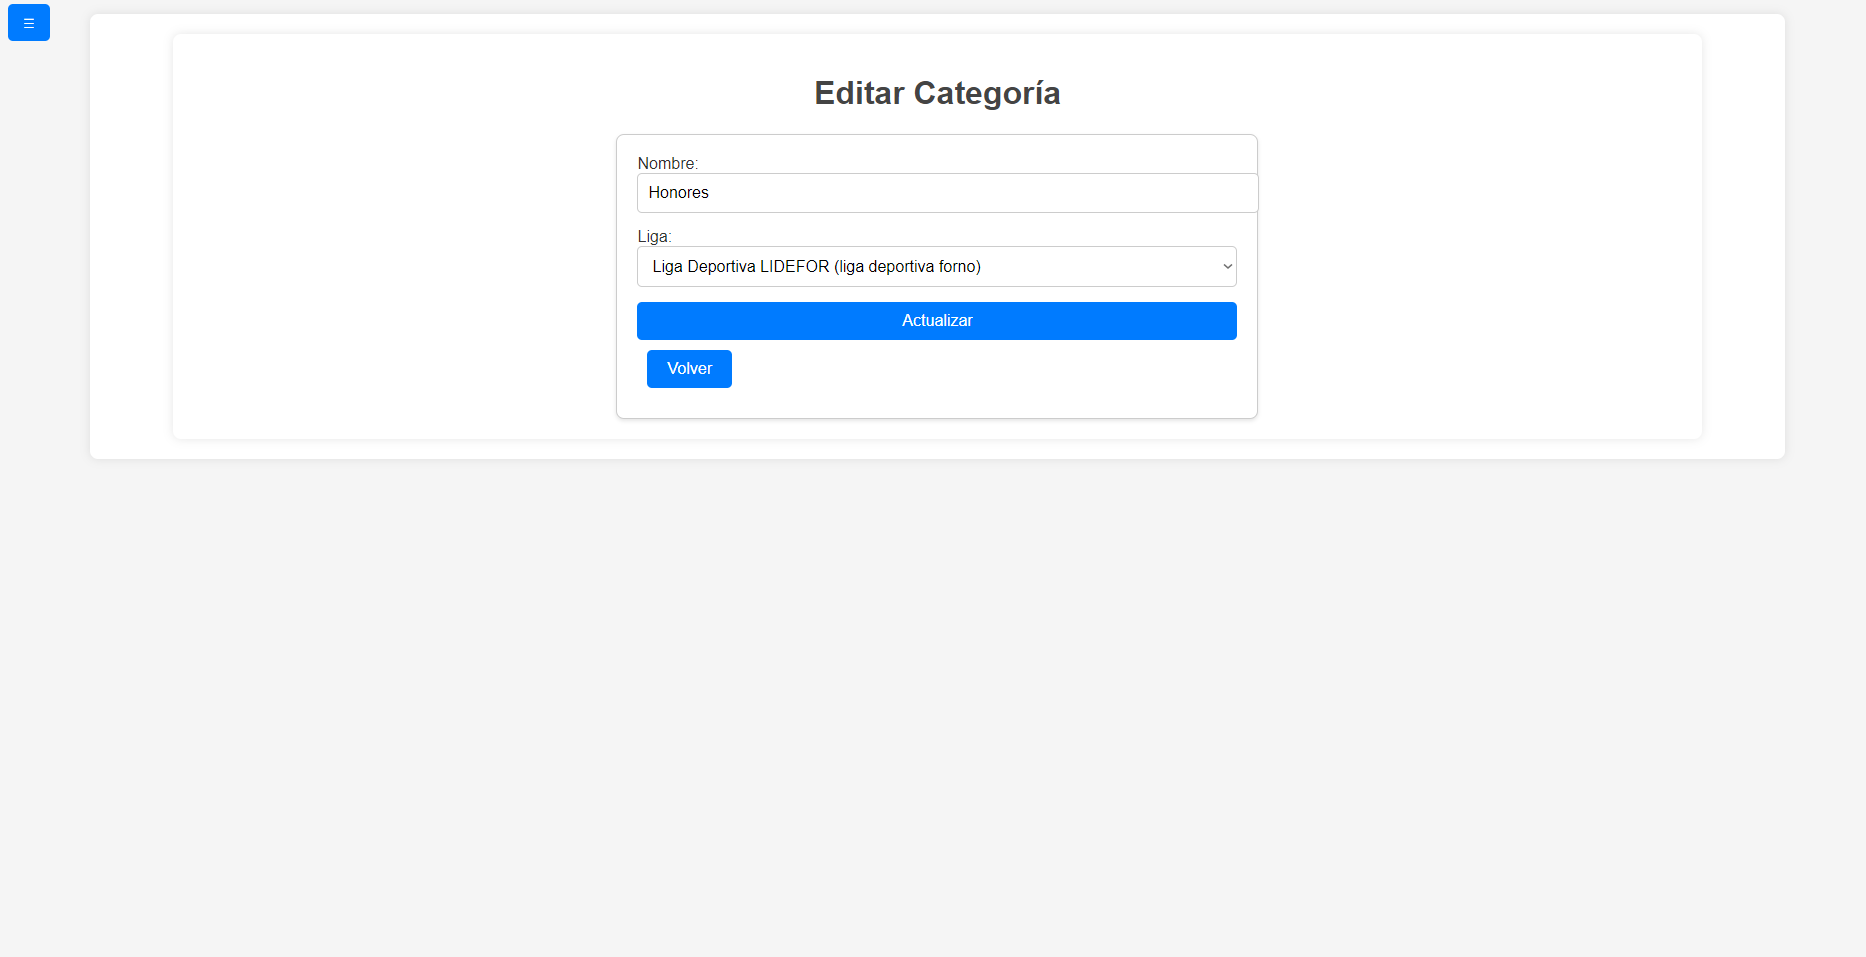 ☰
Editar Categoría
Nombre:
Honores
Liga:
Liga Deportiva LIDEFOR (liga deportiva forno)
Actualizar
Volver